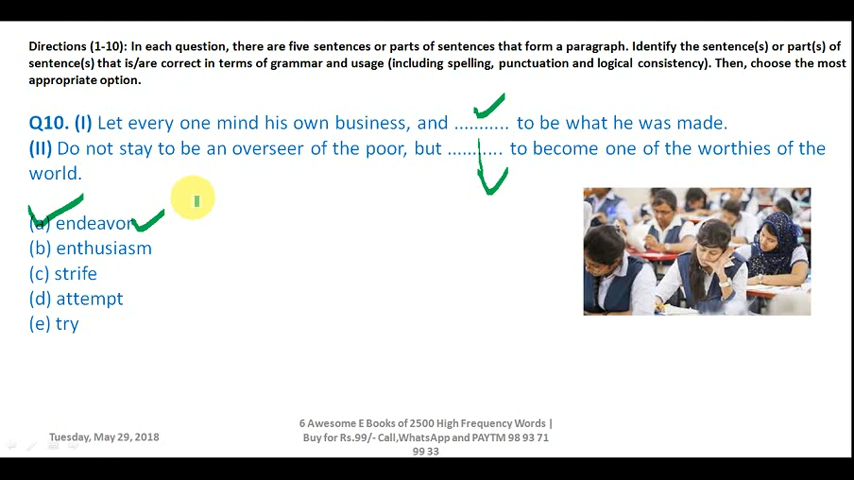 Directions (1-10): In each question, there are five sentences or parts of sentences that form a paragraph. Identify the sentence(s) or part(s) of
sentence(s) that is/are correct in terms of grammar and usage (including spelling, punctuation and logical consistency). Then, choose the most
appropriate option.
Q10. (I) Let every one mind his own business, and ........... to be what he was made.
(II) Do not stay to be an overseer of the poor, but ........... to become one of the worthies of the
world.
(a) endeavor
(b) enthusiasm
(c) strife
(d) attempt
(e) try
6 Awesome E Books of 2500 High Frequency Words |
Tuesday, May 29, 2018
Buy for Rs.99/- Call,WhatsApp and PAYTM 98 93 71
99 33